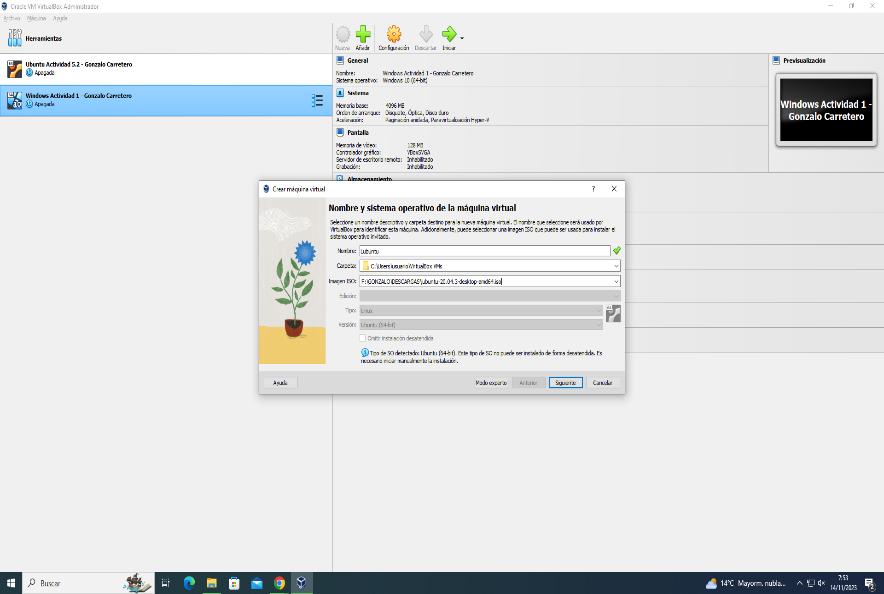 Oracle VM VirtualBox Administrador
Archivo Máquina Ayuda
Herramientas
Nueva Añadir Configuración Descartar Iniciar
Ubuntu Actividad 5.2 - Gonzalo Carretero
Apagada
Windows Actividad 1 - Gonzalo Carretero
Apagada
General
Nombre: Windows Actividad 1 - Gonzalo Carretero
Sistema operativo: Windows 10 (64-bit)
Sistema
Memoria base: 4096 MB
Orden de arranque: Disquete, Óptica, Disco duro
Aceleración: Paginación anidada, Paravirtualización Hyper-V
Pantalla
Memoria de vídeo: 128 MB
Controlador gráfico: VBoxSVGA
Servidor de escritorio remoto: Inhabilitado
Grabación: Inhabilitado
Almacenamiento
Previsualización
Windows Actividad 1 -
Gonzalo Carretero
Crear máquina virtual
Nombre y sistema operativo de la máquina virtual
Seleccione un nombre descriptivo y carpeta destino para la nueva máquina virtual. El nombre que seleccione será usado por
VirtualBox para identificar esta máquina. Adicionalmente, puede seleccionar una imagen ISO que puede ser usada para instalar el
sistema operativo invitado.
Nombre: Lubuntu
Carpeta: C:\Users\usuario\VirtualBox VMs
Imagen ISO: F:\GONZALO\DESCARGAS\ubuntu-20.04.3-desktop-amd64.iso
Edición:
Tipo: Linux
Versión: Ubuntu (64-bit)
Omitir instalación desatendida
Tipo de SO detectado: Ubuntu (64-bit). Este tipo de SO no puede ser instalado de forma desatendida. Es
necesario iniciar manualmente la instalación.
Ayuda Modo experto Anterior Siguiente Cancelar
Buscar
14°C Mayorm. nubla...
7:53
14/11/2023
2